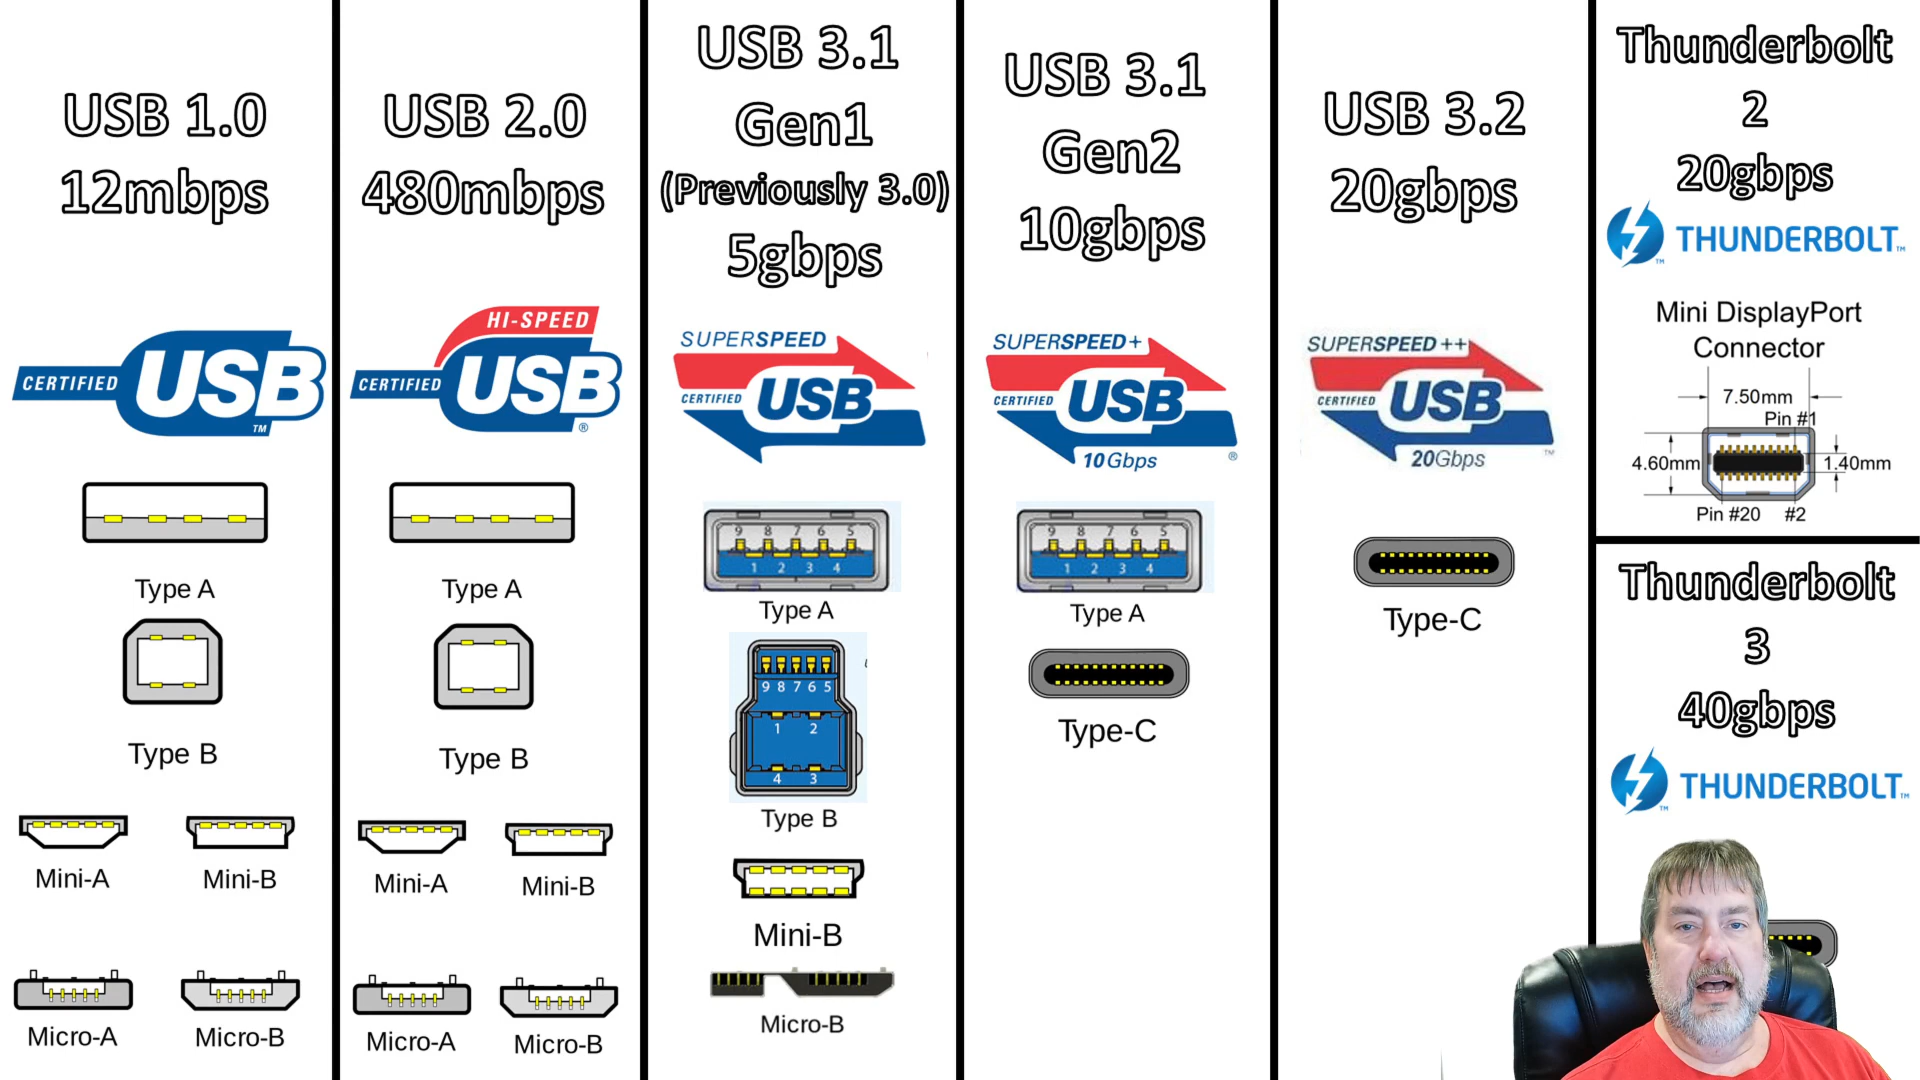 USB 1.0
12mbps
CERTIFIED USB
TM
Type A
Type B
Mini-A
Mini-B
Micro-A
Micro-B
USB 2.0
480mbps
HI-SPEED
CERTIFIED USB
®
Type A
Type B
Mini-A
Mini-B
Micro-A
Micro-B
USB 3.1
Gen1
(Previously 3.0)
5gbps
SUPERSPEED
CERTIFIED USB
9 8 7 6 5
1 2 3 4
Type A
9 8 7 6 5
1 2
4 3
Type B
Mini-B
Micro-B
USB 3.1
Gen2
10gbps
SUPERSPEED+
CERTIFIED USB
10Gbps
®
9 8 7 6 5
1 2 3 4
Type A
Type-C
USB 3.2
20gbps
SUPERSPEED++
CERTIFIED USB
20Gbps
TM
Type-C
Thunderbolt
2
20gbps
THUNDERBOLT™
TM
Mini DisplayPort
Connector
7.50mm
Pin #1
4.60mm
1.40mm
Pin #20 #2
Thunderbolt
3
40gbps
THUNDERBOLT™
TM